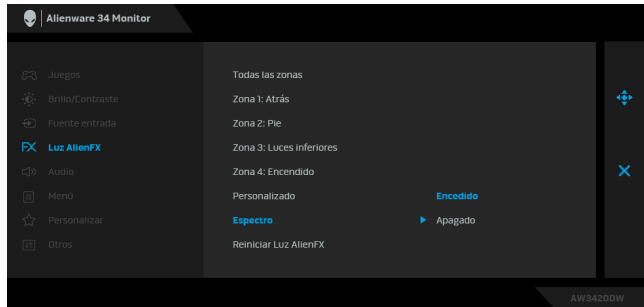 Alienware 34 Monitor
Juegos
Todas las zonas
Brillo/Contraste
Zona 1: Atrás
Fuente entrada
Zona 2: Pie
Luz AlienFX
Zona 3: Luces inferiores
Audio
Zona 4: Encendido
Menú
Personalizado
Encedido
Personalizar
Espectro
Apagado
Otros
Reiniciar Luz AlienFX
AW3420DW